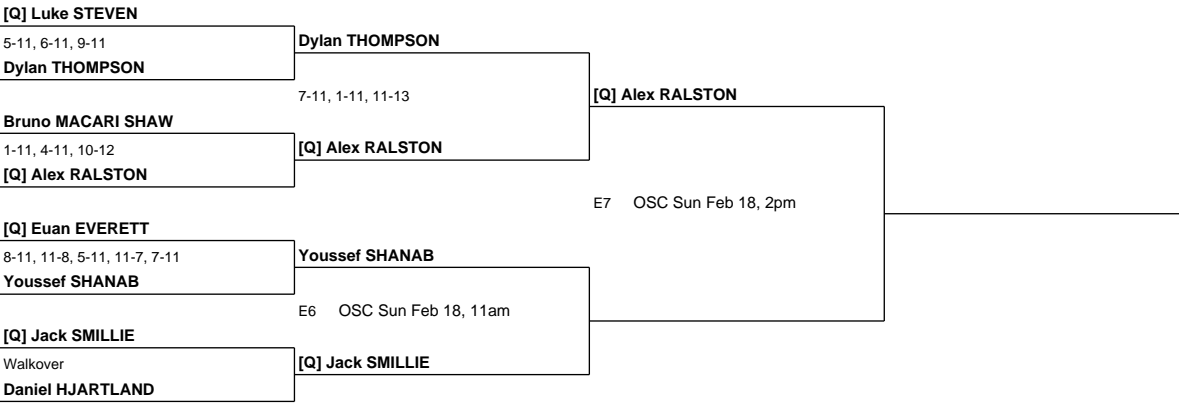 [Q] Luke STEVEN
5-11, 6-11, 9-11
Dylan THOMPSON
Dylan THOMPSON
7-11, 1-11, 11-13
[Q] Alex RALSTON
Bruno MACARI SHAW
1-11, 4-11, 10-12
[Q] Alex RALSTON
[Q] Alex RALSTON
E7 OSC Sun Feb 18, 2pm
[Q] Euan EVERETT
8-11, 11-8, 5-11, 11-7, 7-11
Youssef SHANAB
Youssef SHANAB
E6 OSC Sun Feb 18, 11am
[Q] Jack SMILLIE
Walkover
[Q] Jack SMILLIE
Daniel HJARTLAND